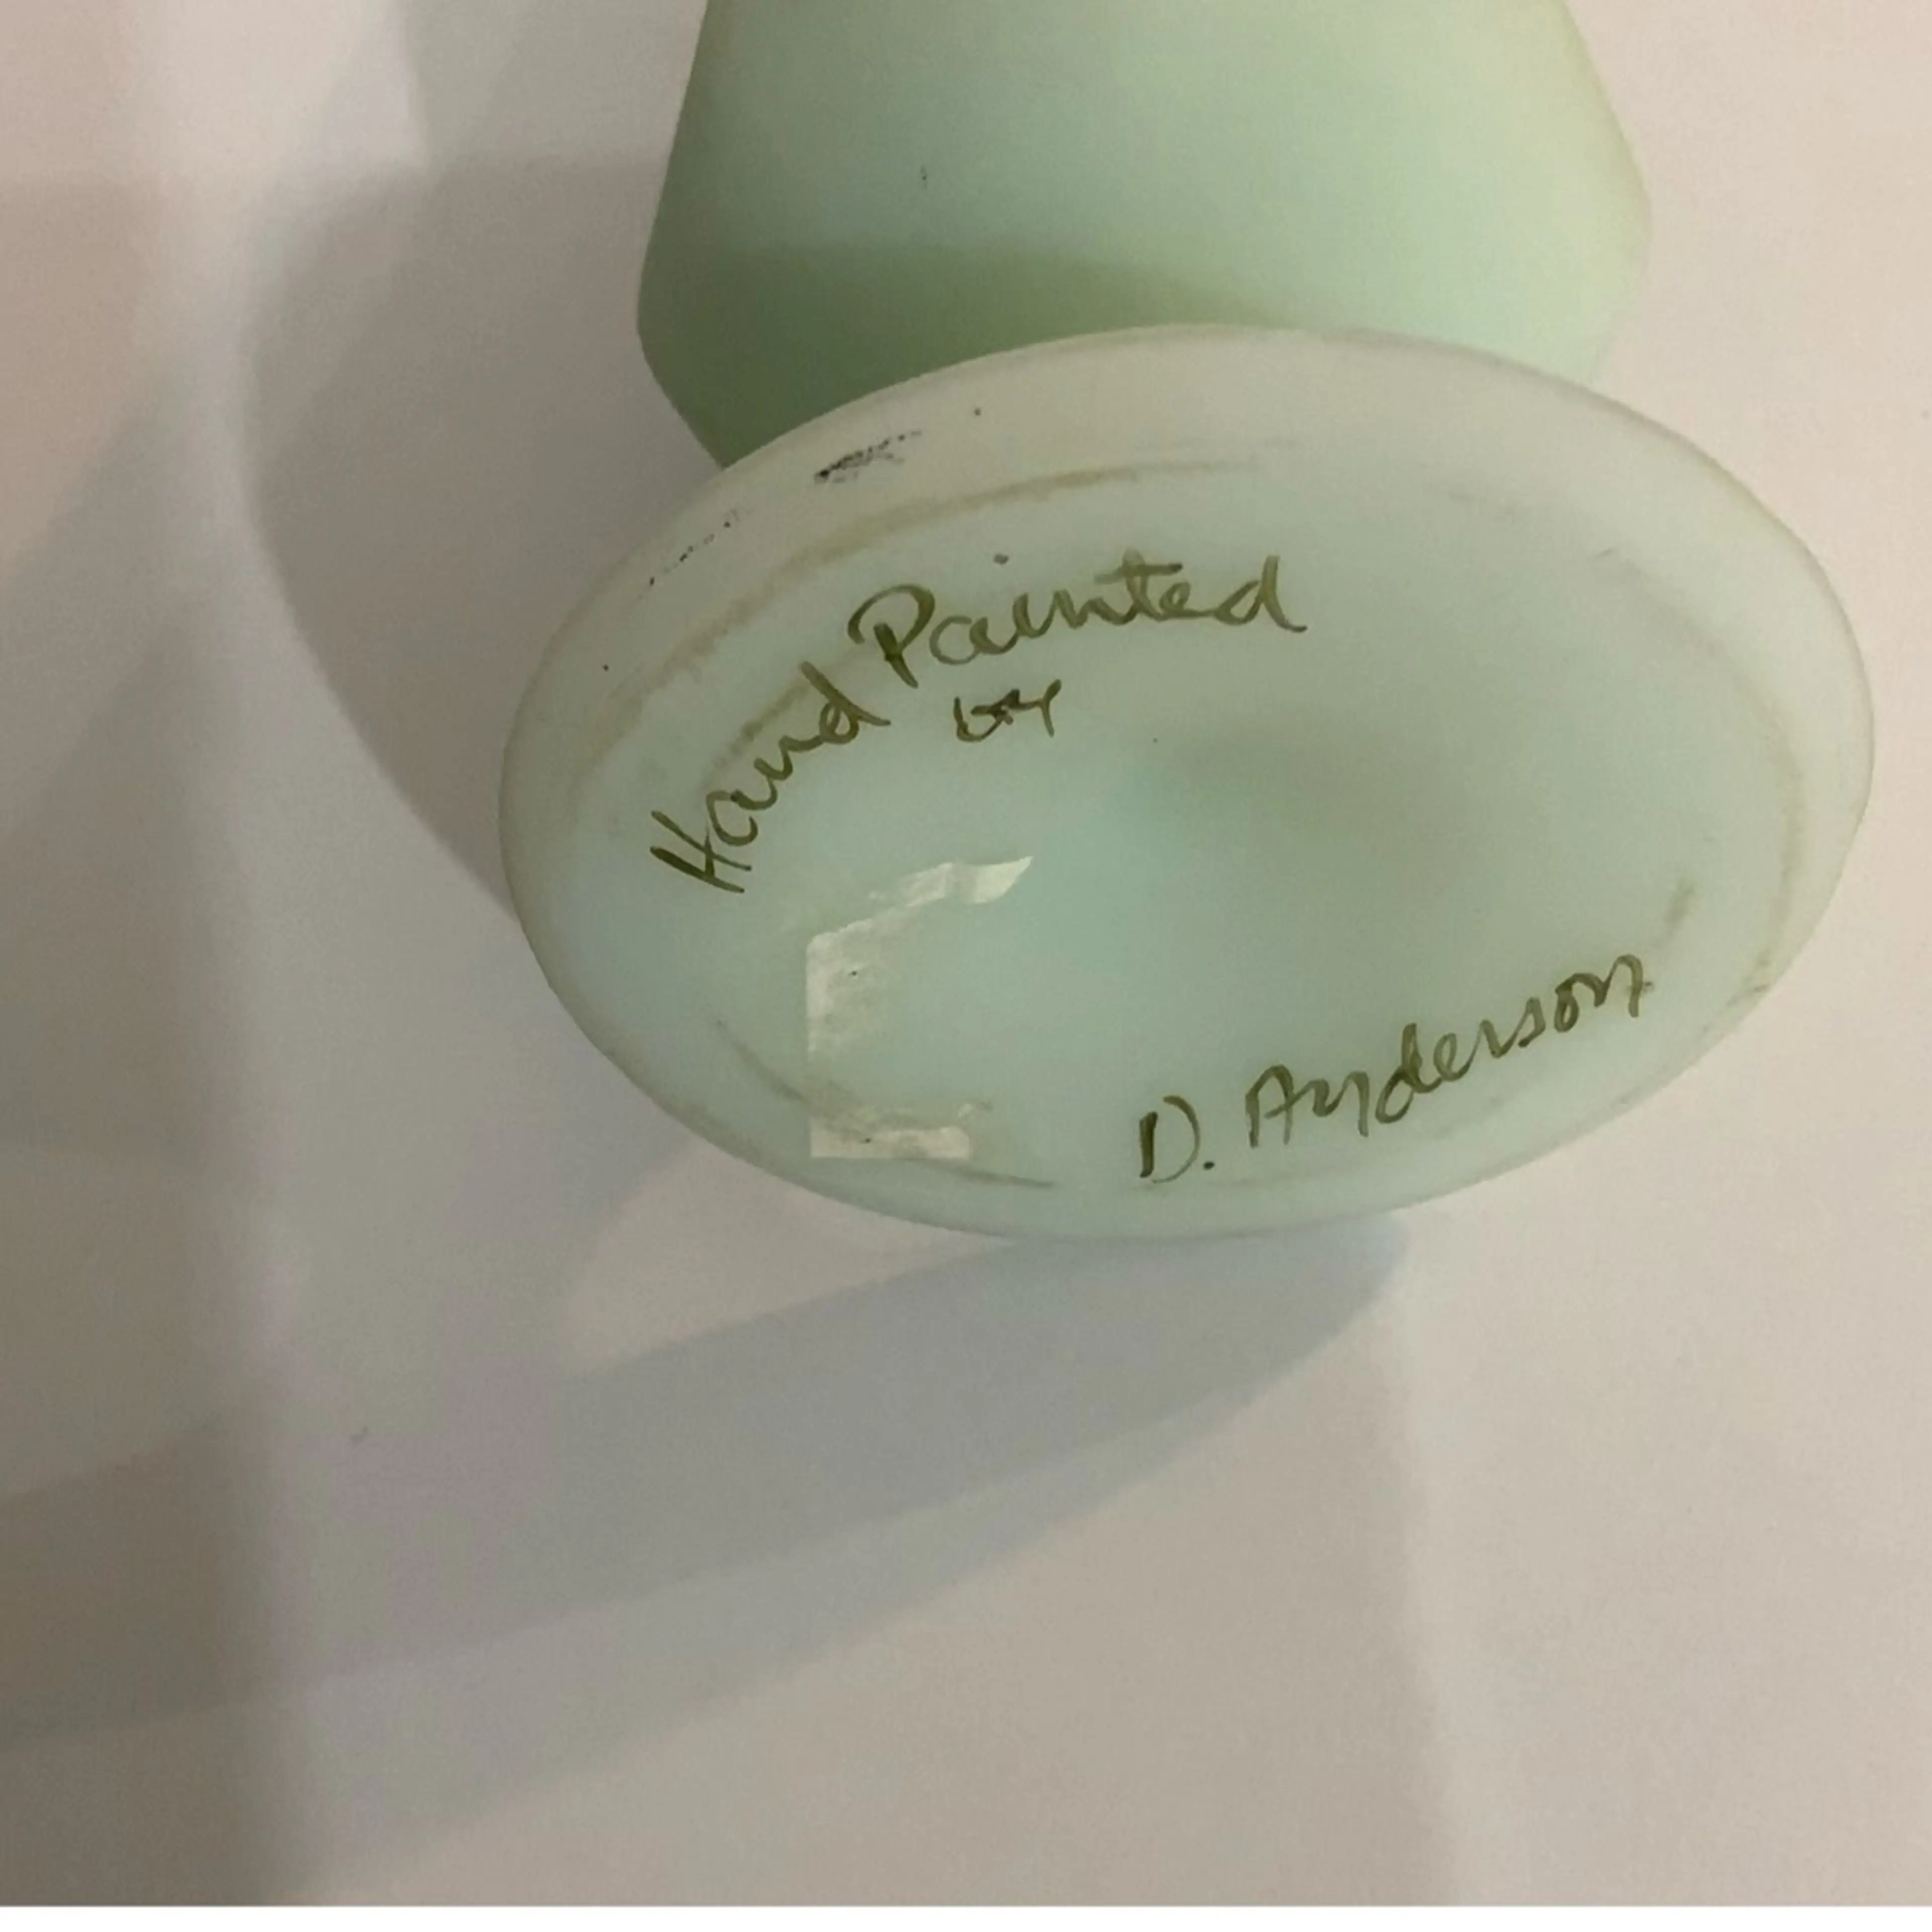 Hand Painted
by
D. Anderson